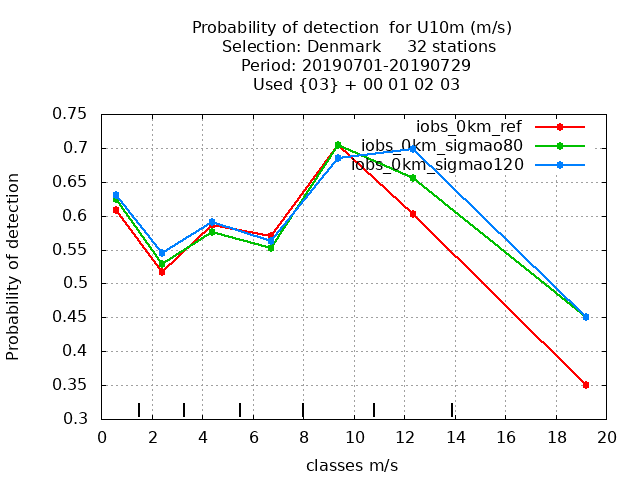 Probability of detection  for U10m (m/s)
Selection: Denmark     32 stations
Period: 20190701-20190729
Used {03} + 00 01 02 03
iobs_0km_ref
iobs_0km_sigmao80
iobs_0km_sigmao120
Probability of detection
0.75
0.7
0.65
0.6
0.55
0.5
0.45
0.4
0.35
0.3
0 2 4 6 8 10 12 14 16 18 20
classes m/s